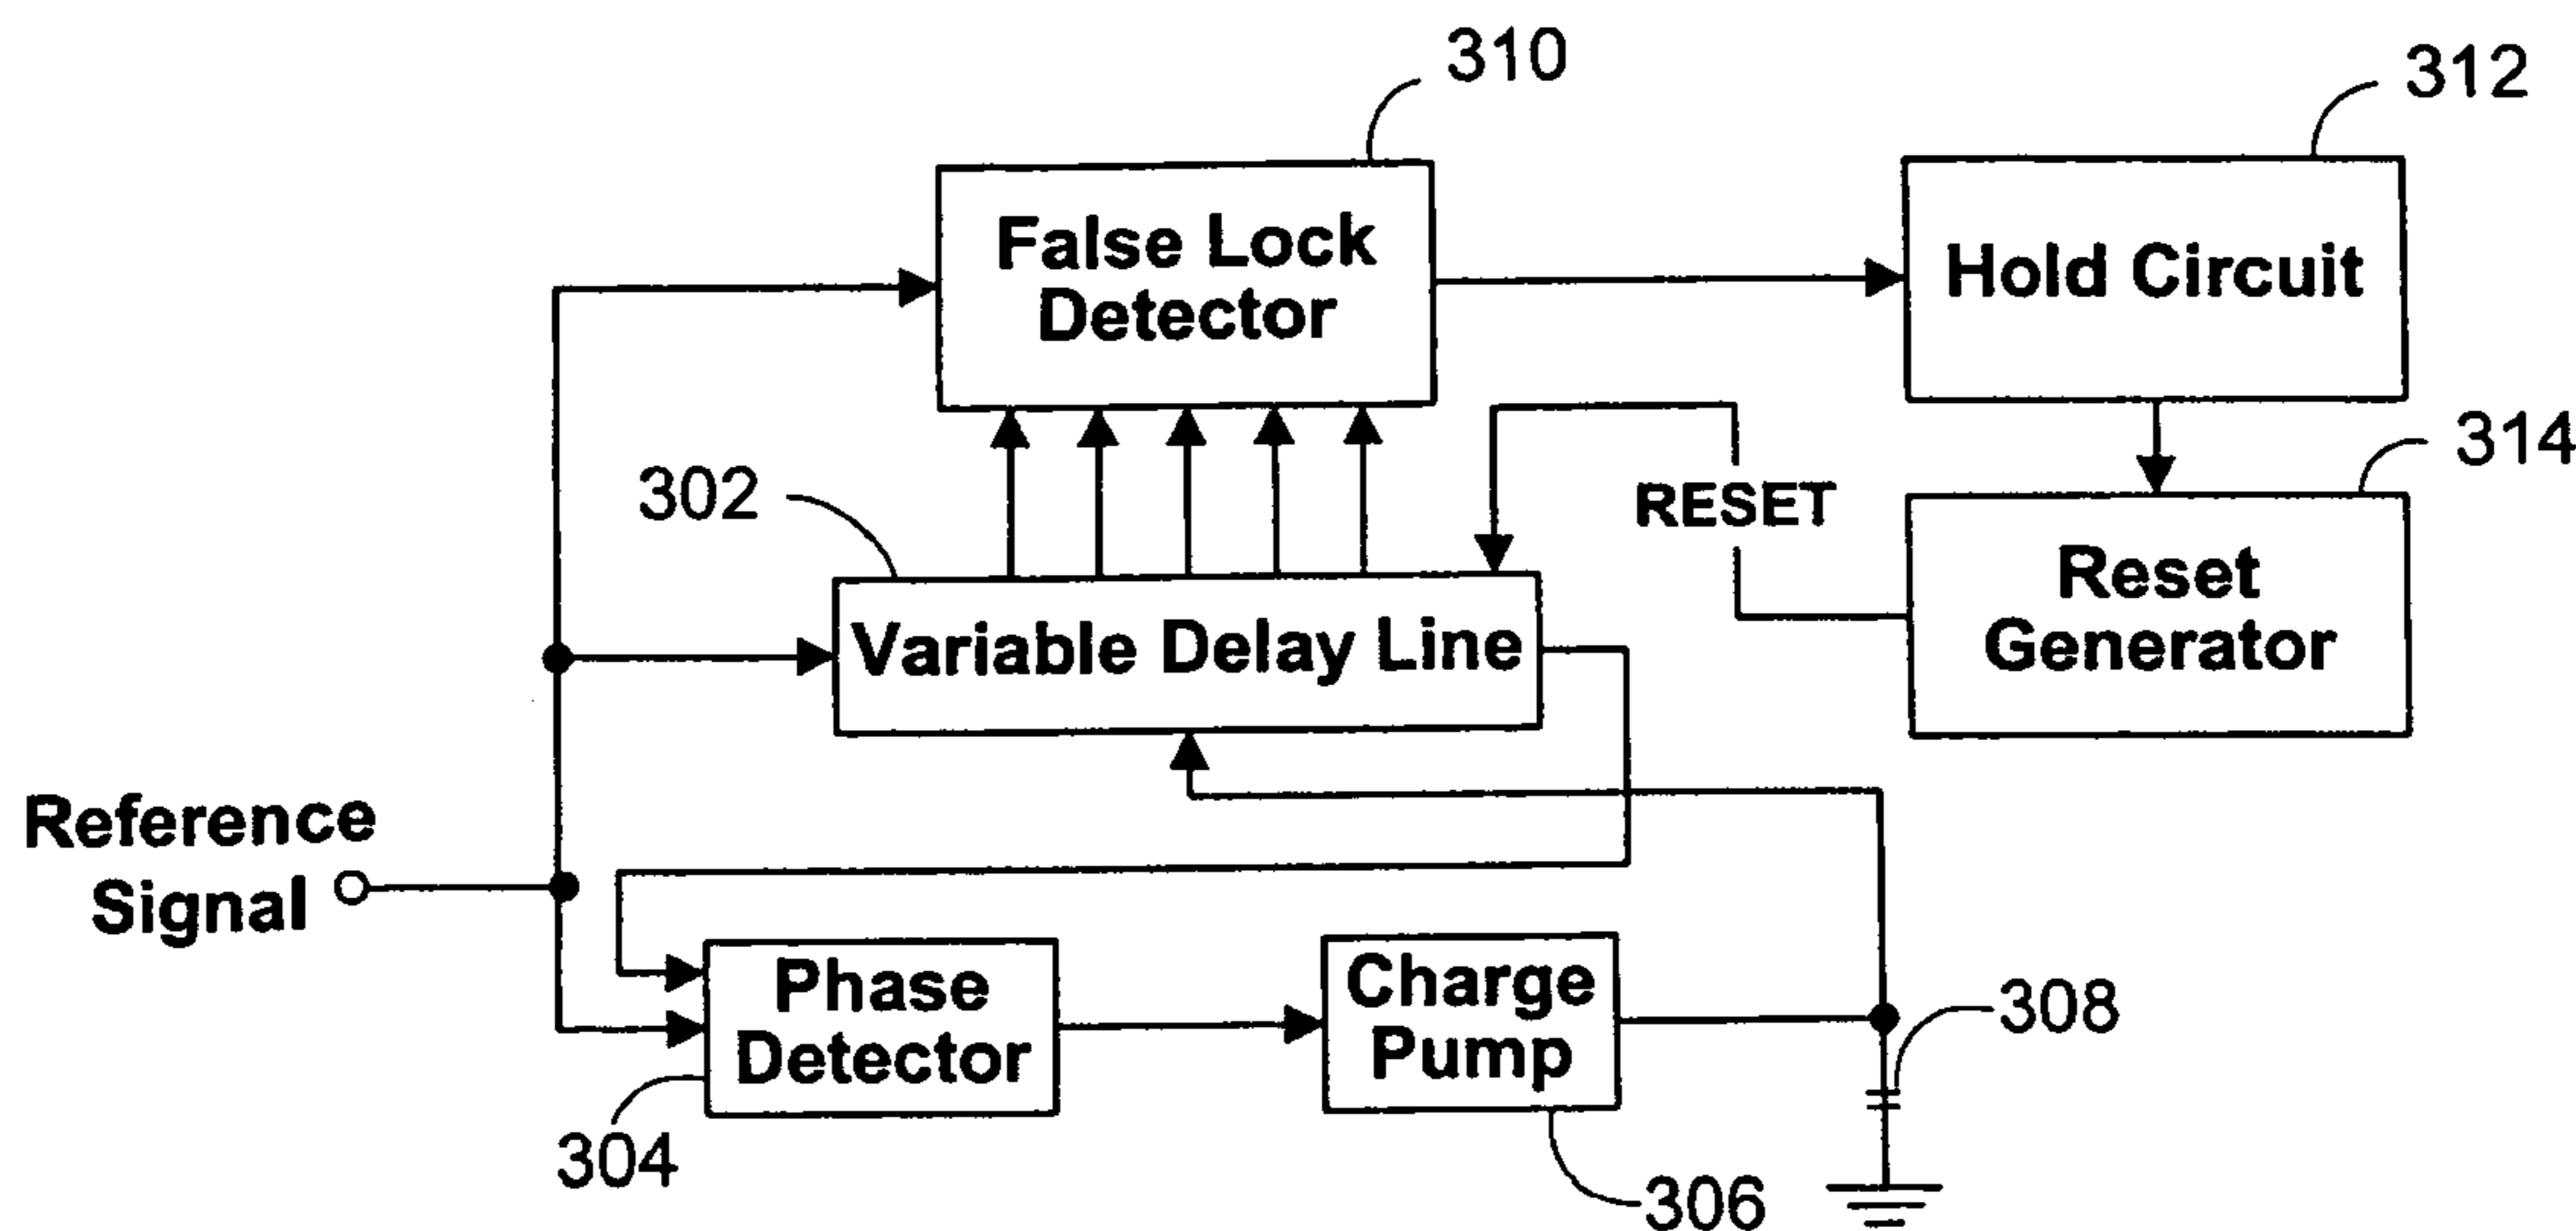 310
312
False Lock
Detector
Hold Circuit
302
RESET
314
Variable Delay Line
Reset
Generator
Reference
Signal
Phase
Detector
Charge
Pump
308
304
306